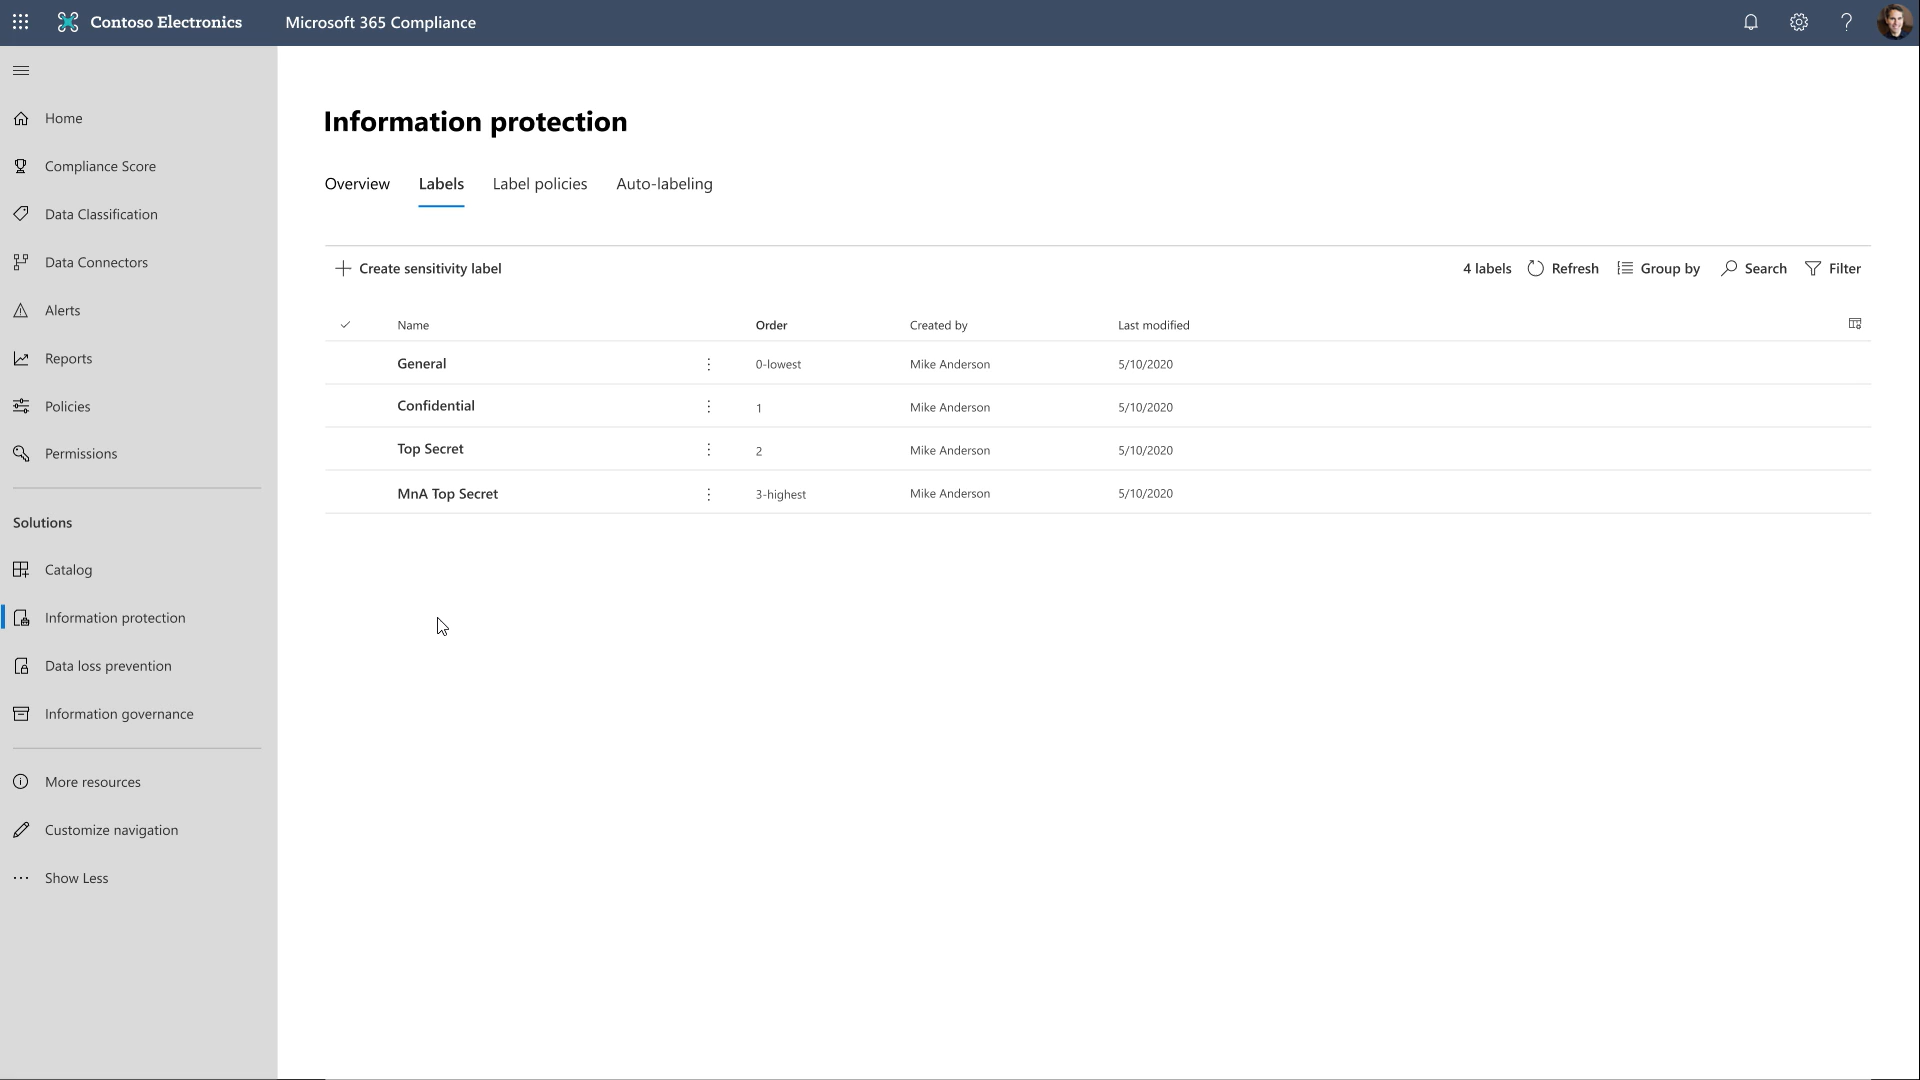 Contoso Electronics
Microsoft 365 Compliance
Home
Compliance Score
Data Classification
Data Connectors
Alerts
Reports
Policies
Permissions
Solutions
Catalog
Information protection
Data loss prevention
Information governance
More resources
Customize navigation
Show Less
Information protection
Overview Labels Label policies Auto-labeling
Create sensitivity label 4 labels Refresh Group by Search Filter
Name Order Created by Last modified
General 0-lowest Mike Anderson 5/10/2020
Confidential 1 Mike Anderson 5/10/2020
Top Secret 2 Mike Anderson 5/10/2020
MnA Top Secret 3-highest Mike Anderson 5/10/2020